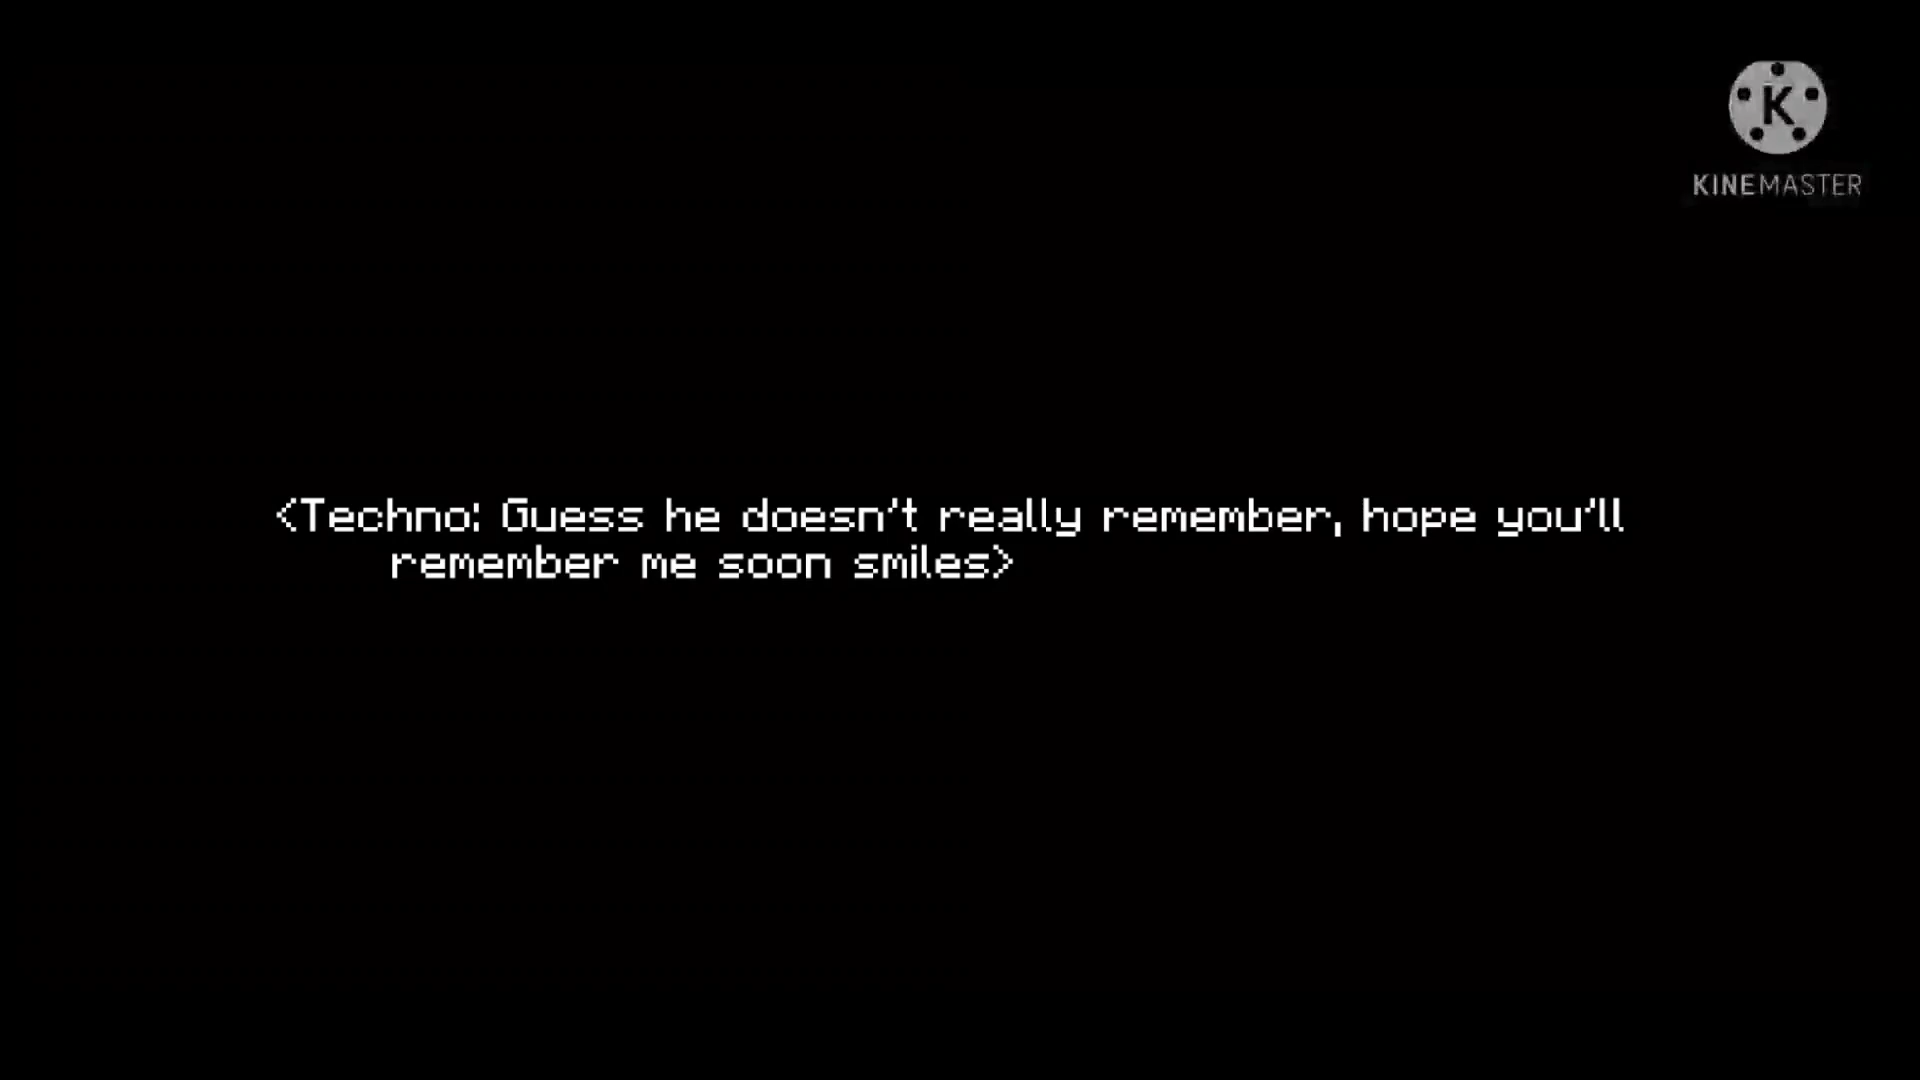 K
KINEMASTER
<Techno: Guess he doesn't really remember, hope you'll
remember me soon smiles>